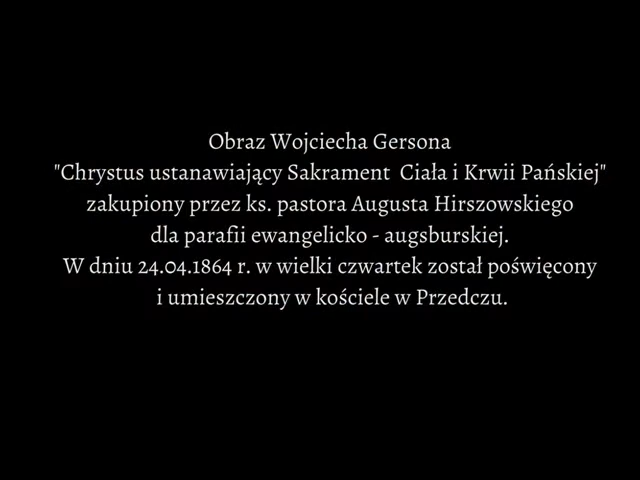 Obraz Wojciecha Gersona
"Chrystus ustanawiający Sakrament Ciała i Krwii Pańskiej"
zakupiony przez ks. pastora Augusta Hirszowskiego
dla parafii ewangelicko - augsburskiej.
W dniu 24.04.1864 r. w wielki czwartek został poświęcony
i umieszczony w kościele w Przedczu.